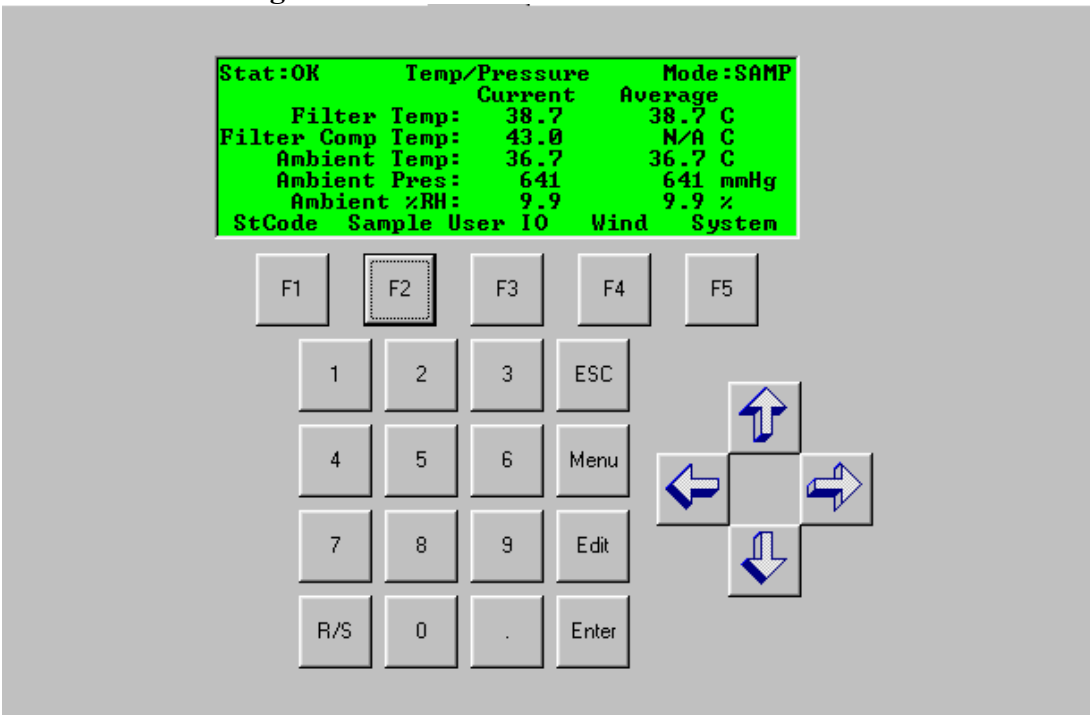 Stat:OK Temp/Pressure Mode:SAMP
Current Average
Filter Temp: 38.7 38.7 C
Filter Comp Temp: 43.0 N/A C
Ambient Temp: 36.7 36.7 C
Ambient Pres: 641 641 mmHg
Ambient %RH: 9.9 9.9 %
StCode Sample User IO Wind System
F1 F2 F3 F4 F5
1 2 3 ESC
4 5 6 Menu
7 8 9 Edit
R/S 0 . Enter